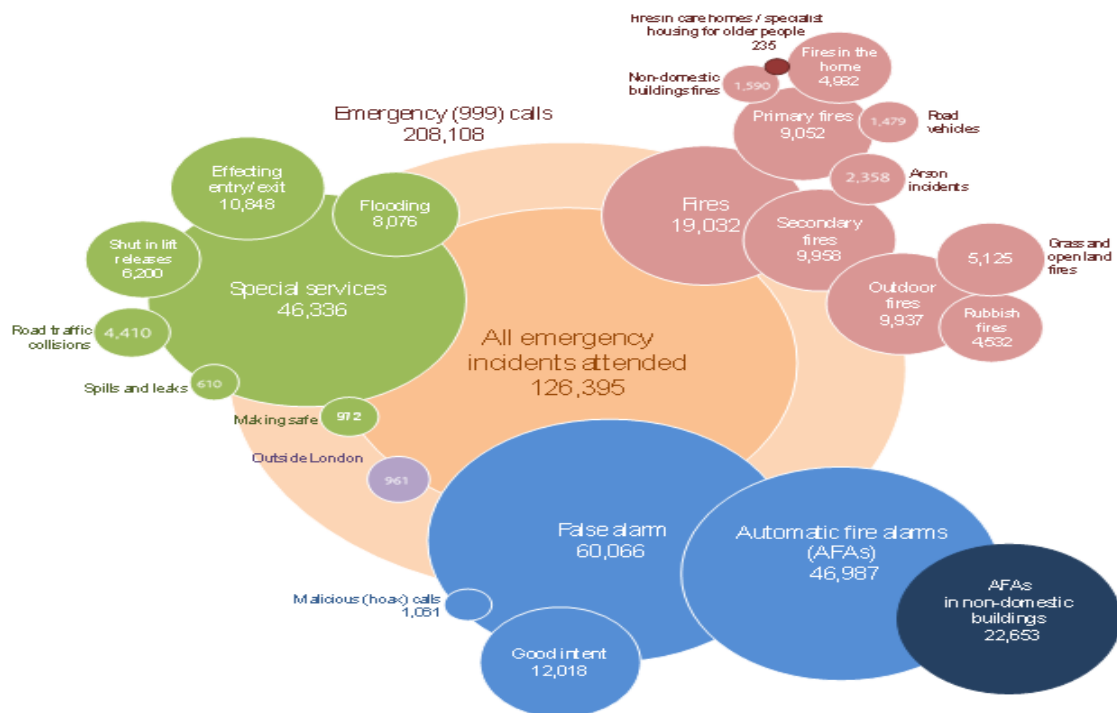 Fires in care homes / specialist
housing for older people
235
Fires in the
home
4,982
Non-domestic
buildings fires
1,590
Primary fires
9,052
1,479
Road
vehicles
Emergency (999) calls
208,108
2,358
Arson
incidents
Effecting
entry/ exit
10,848
Flooding
8,076
Fires
19,032
Secondary
fires
9,958
Shut in lift
releases
6,200
5,125
Grass and
open land
fires
Special services
46,336
Outdoor
fires
9,937
Rubbish
fires
4,532
Road traffic
collisions
4,410
All emergency
incidents attended
126,395
Spills and leaks
610
Making safe
972
Outside London
961
False alarm
60,066
Automatic fire alarms
(AFAs)
46,987
Malicious (hoax) calls
1,061
AFAs
in non-domestic
buildings
22,653
Good intent
12,018